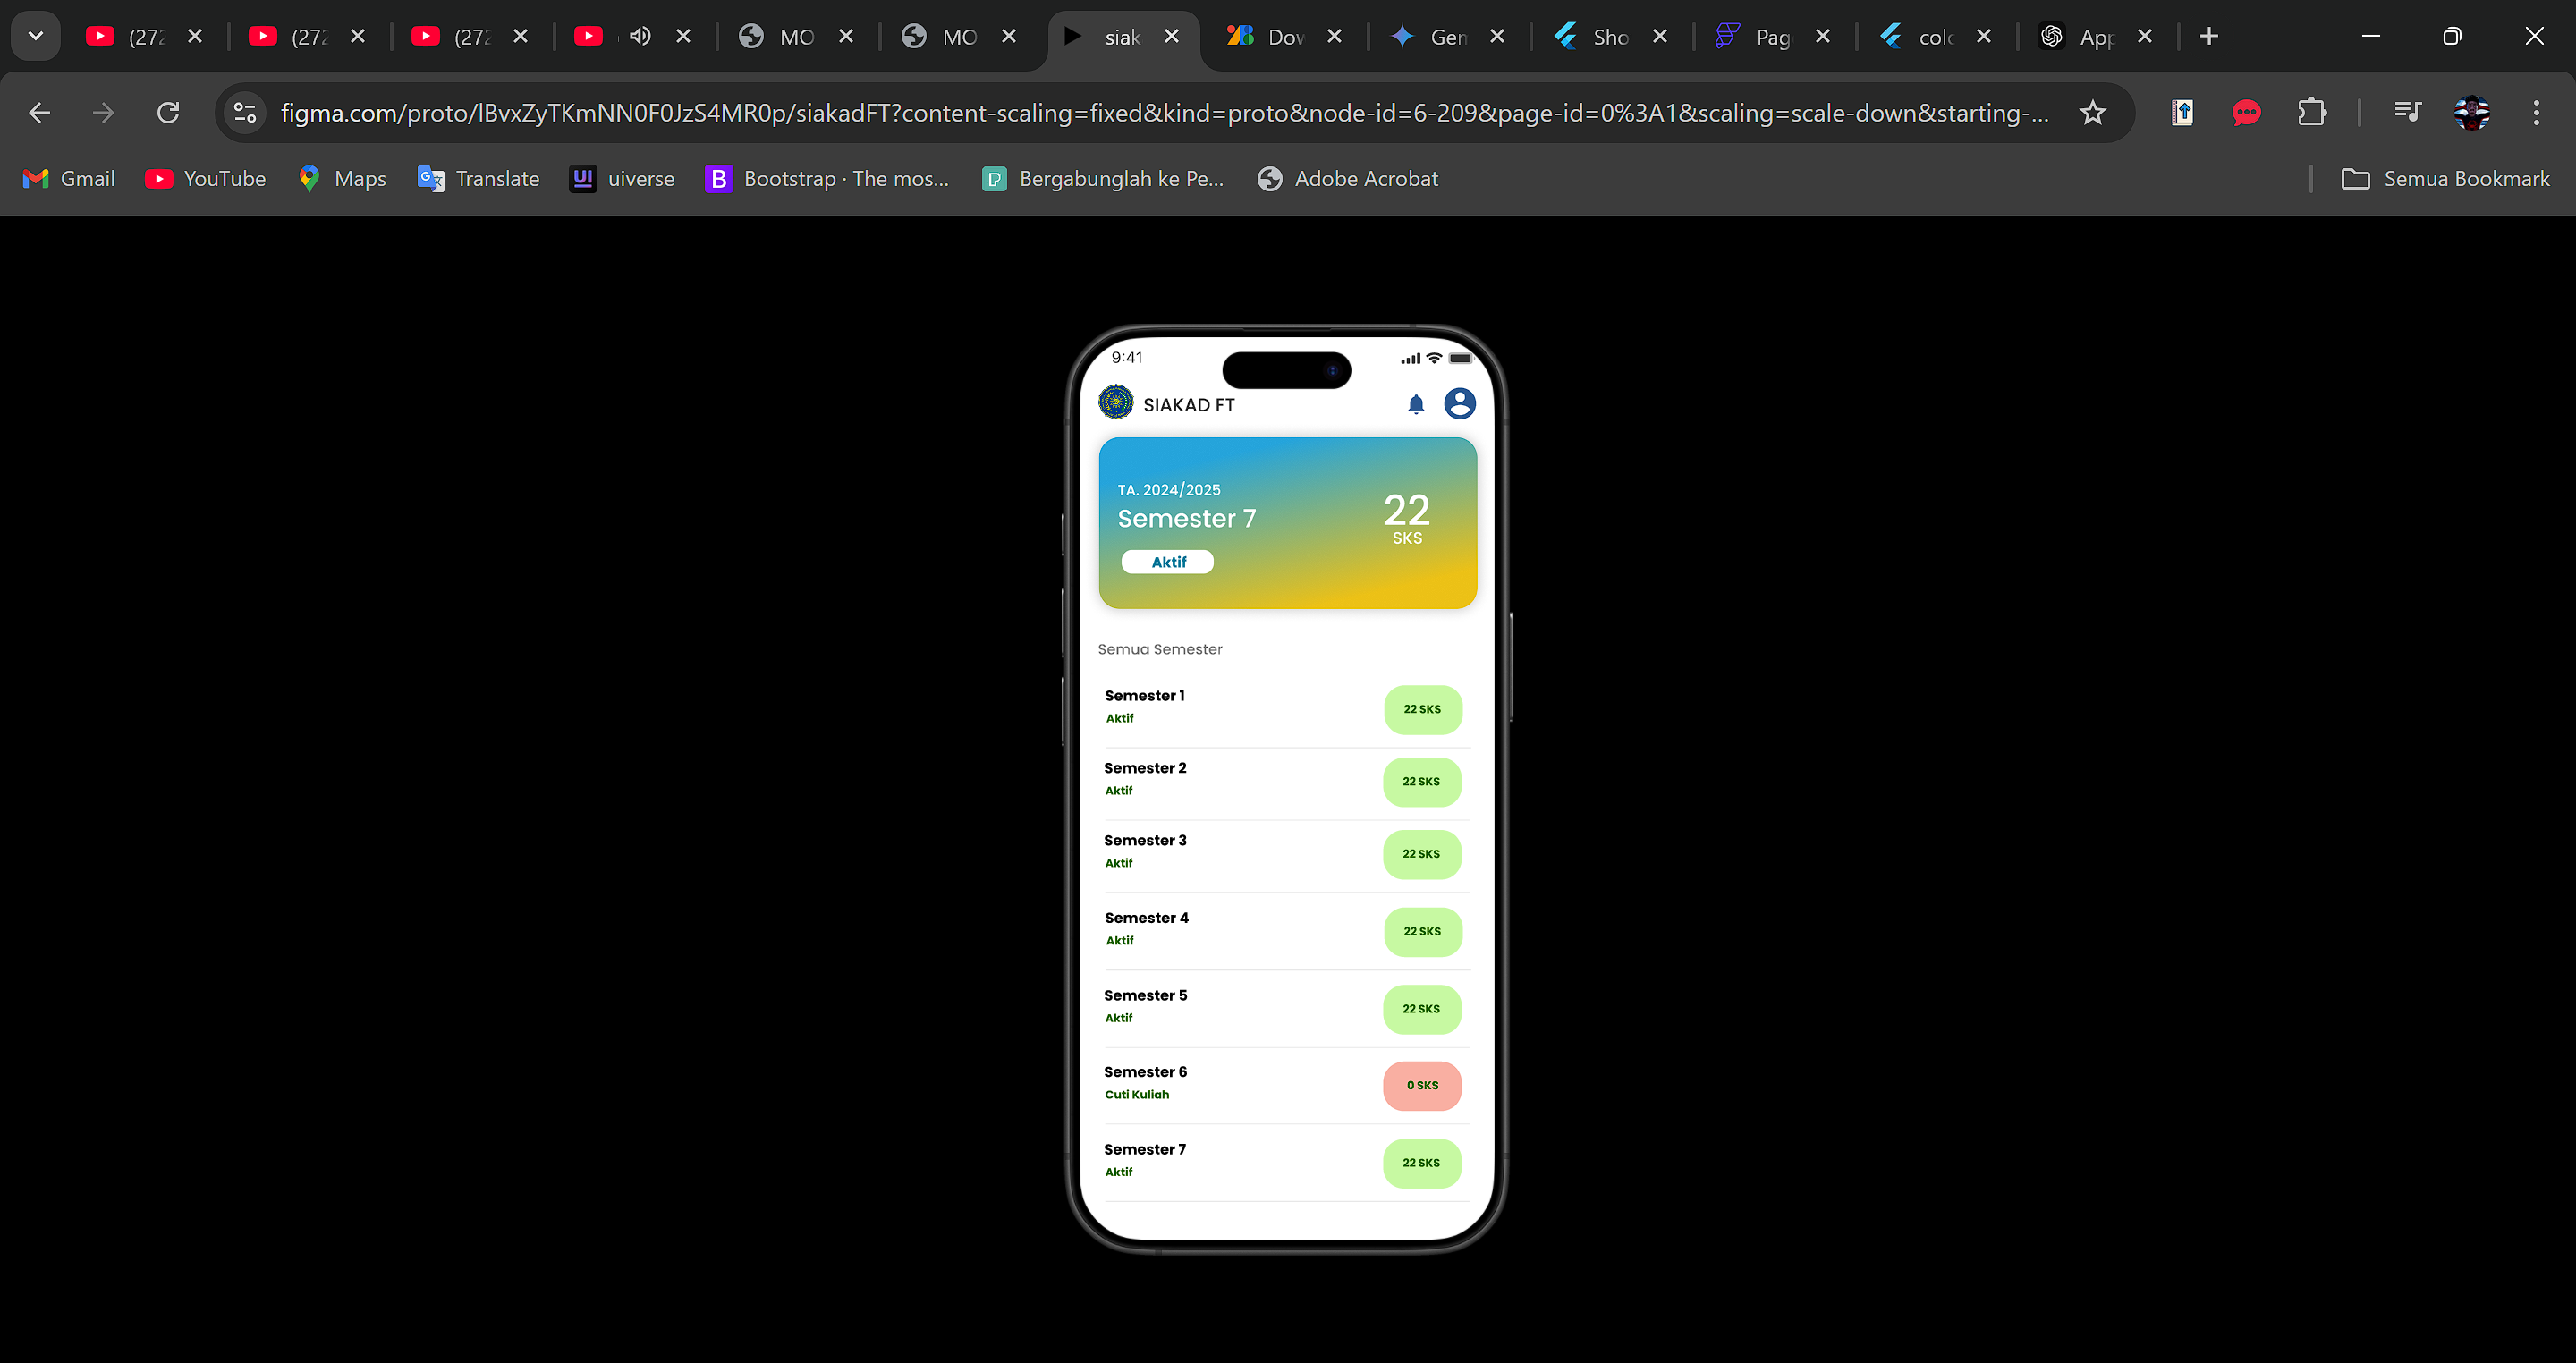 (272
(272
(272
MO
MO
siak
Dow
Gem
Sho
Pag
colo
App
figma.com/proto/lBvxZyTKmNN0F0JzS4MR0p/siakadFT?content-scaling=fixed&kind=proto&node-id=6-209&page-id=0%3A1&scaling=scale-down&starting-...
Gmail
YouTube
Maps
Translate
UI uiverse
B Bootstrap · The mos...
Bergabunglah ke Pe...
Adobe Acrobat
Semua Bookmark
9:41
SIAKAD FT
TA. 2024/2025
Semester 7
22
SKS
Aktif
Semua Semester
Semester 1
Aktif
22 SKS
Semester 2
Aktif
22 SKS
Semester 3
Aktif
22 SKS
Semester 4
Aktif
22 SKS
Semester 5
Aktif
22 SKS
Semester 6
Cuti Kuliah
0 SKS
Semester 7
Aktif
22 SKS